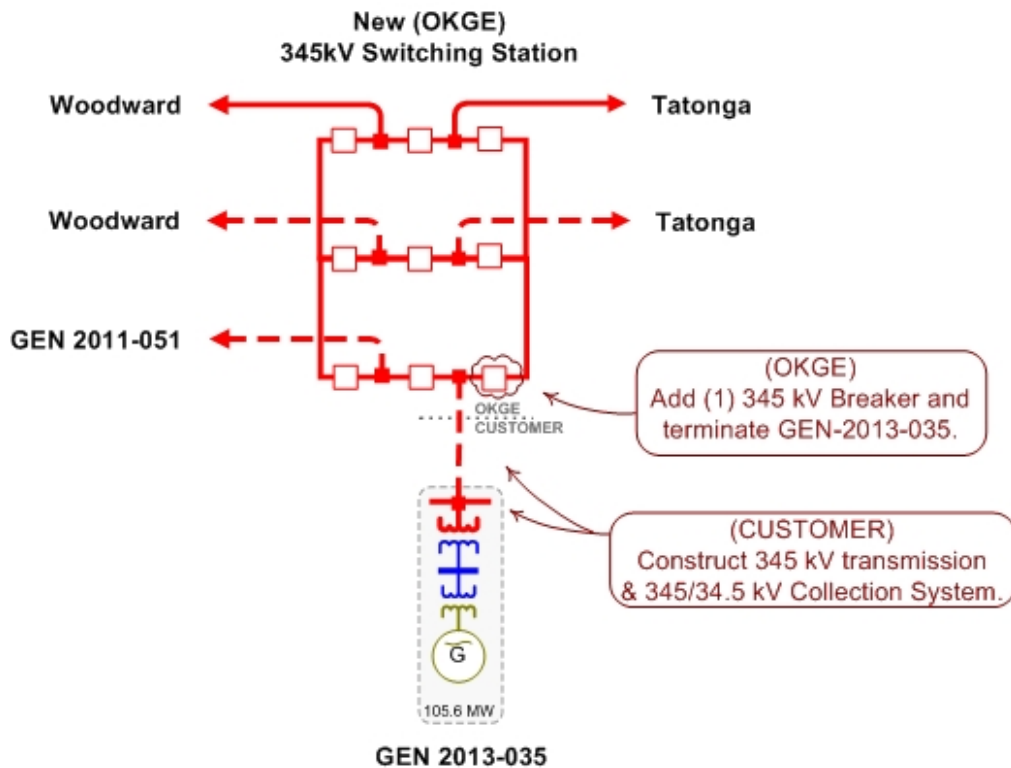 New (OKGE)
345kV Switching Station
Woodward
Tatonga
Woodward
Tatonga
GEN 2011-051
(OKGE)
Add (1) 345 kV Breaker and
terminate GEN-2013-035.
OKGE
CUSTOMER
(CUSTOMER)
Construct 345 kV transmission
& 345/34.5 kV Collection System.
G
105.6 MW
GEN 2013-035